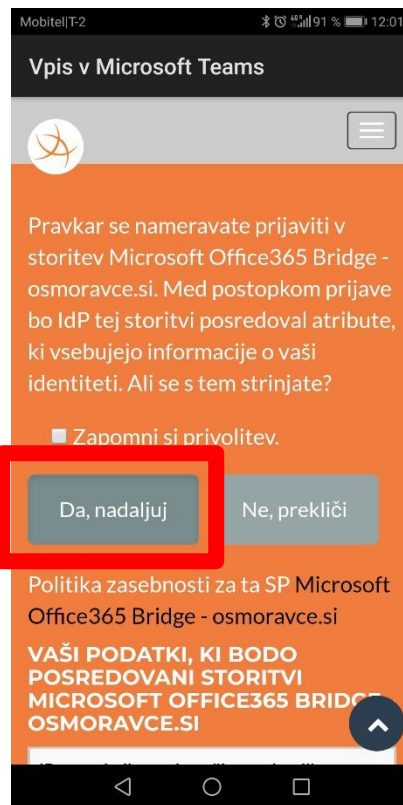 Mobitel|T-2 91 % 12:01
Vpis v Microsoft Teams
Pravkar se nameravate prijaviti v
storitev Microsoft Office365 Bridge -
osmoravce.si. Med postopkom prijave
bo IdP tej storitvi posredoval atribute,
ki vsebujejo informacije o vaši
identiteti. Ali se s tem strinjate?
Zapomni si privolitev.
Da, nadaljuj
Ne, prekliči
Politika zasebnosti za ta SP Microsoft
Office365 Bridge - osmoravce.si
VAŠI PODATKI, KI BODO
POSREDOVANI STORITVI
MICROSOFT OFFICE365 BRIDGE
OSMORAVCE.SI